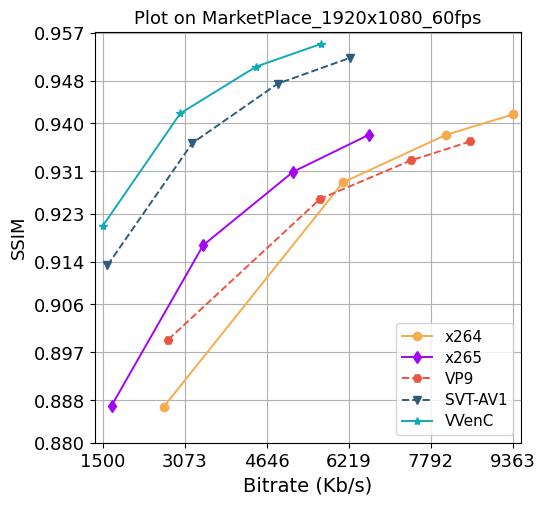 Plot on MarketPlace_1920x1080_60fps
SSIM
0.957
0.948
0.940
0.931
0.923
0.914
0.906
0.897
0.888
0.880
x264
x265
VP9
SVT-AV1
VVenC
1500 3073 4646 6219 7792 9363
Bitrate (Kb/s)